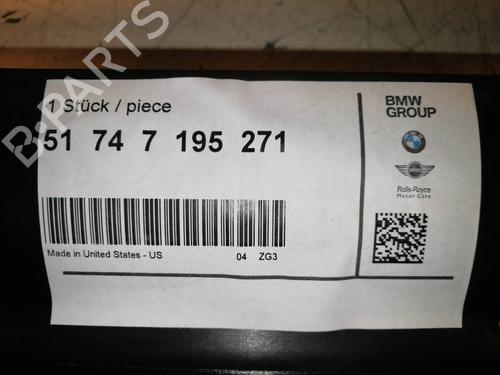 B-PARTS
1 Stück / piece
51 74 7 195 271
Made in United States - US 04 ZG3
BMW
GROUP
Rolls-Royce
Motor Cars